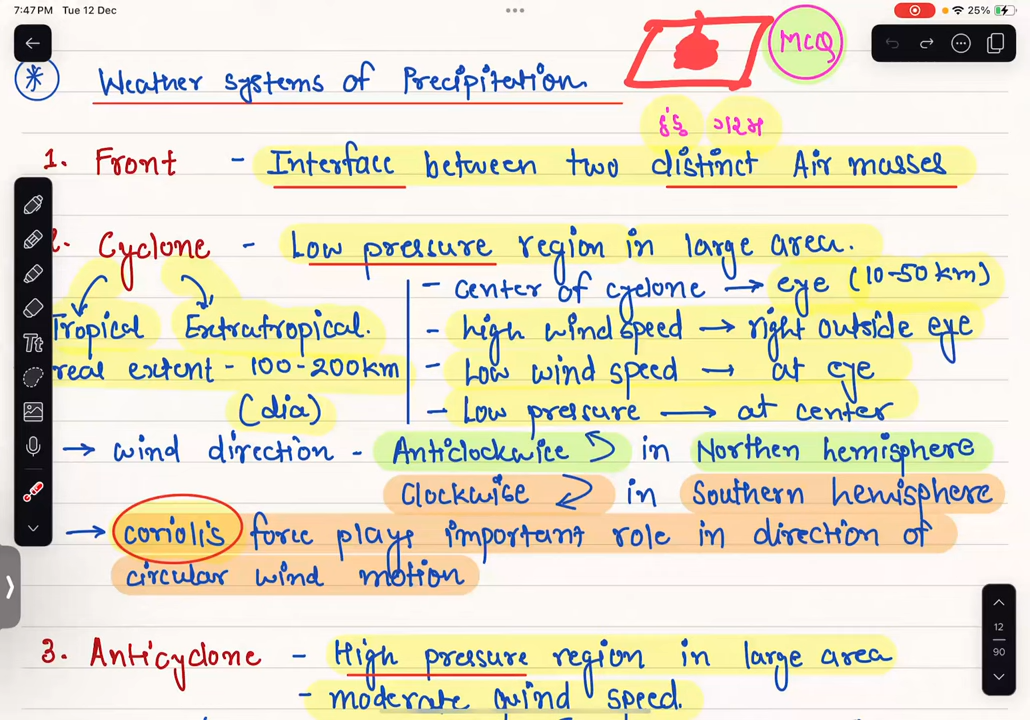 7:47 PM Tue 12 Dec
25%
MCQ
Weather systems of Precipitation
ઠંડુ ગરમ
1. Front - Interface between two distinct Air masses
Cyclone - Low pressure region in large area.
- center of cyclone → eye (10-50 km)
Tropical Extratropical. - high wind speed → right outside eye
real extent - 100-200km - Low wind speed → at eye
(dia) - Low pressure → at center
→ wind direction - Anticlockwice in Northen hemisphere
Clockwise in Southern hemisphere
→ coriolis force plays important role in direction of
circular wind motion
12
90
3. Anticyclone - High pressure region in large area
- moderate wind speed.
Tt